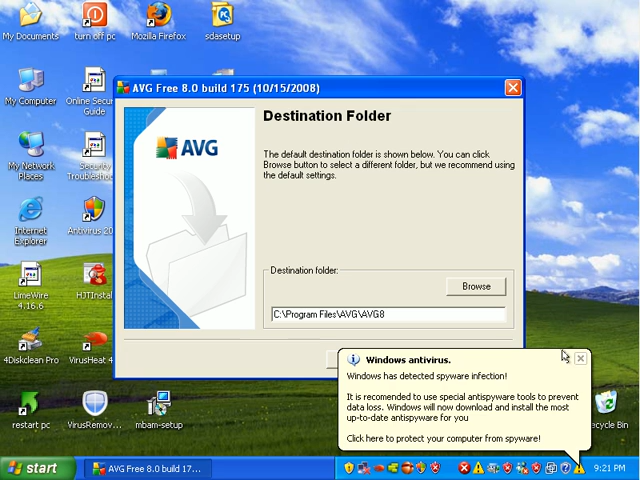 My Documents
turn off pc
Mozilla Firefox
sdasetup
AVG Free 8.0 build 175 (10/15/2008)
My Computer
Online Secur
Guide
AVG
Destination Folder
The default destination folder is shown below. You can click
Browse button to select a different folder, but we recommend using
the default settings.
My Network
Places
Security
Troubleshoo
Internet
Explorer
Antivirus 20
LimeWire
4.16.6
HJTInstal
Destination folder:
Browse
C:\Program Files\AVG\AVG8
4Diskclean Pro
VirusHeat 4
Windows antivirus.
Windows has detected spyware infection!
It is recomended to use special antispyware tools to prevent
data loss. Windows will now download and install the most
up-to-date antispyware for you
Click here to protect your computer from spyware!
restart pc
VirusRemov...
mbam-setup
ecycle Bin
start
AVG Free 8.0 build 17...
9:21 PM